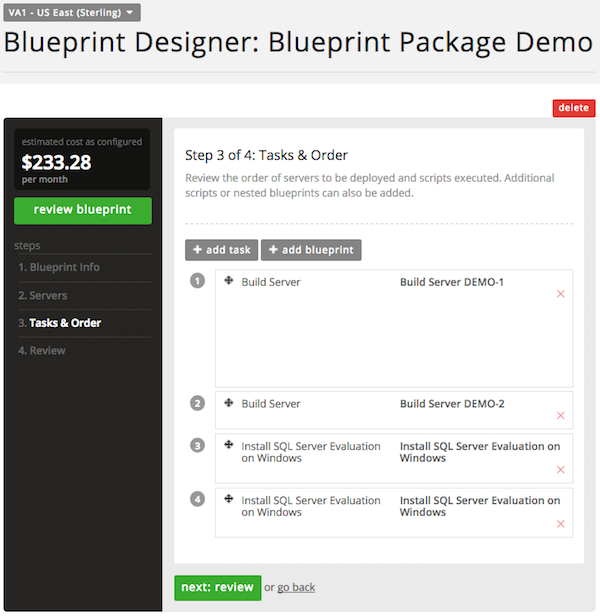 VA1 - US East (Sterling)
Blueprint Designer: Blueprint Package Demo
delete
estimated cost as configured
$233.28
per month
review blueprint
steps
1. Blueprint Info
2. Servers
3. Tasks & Order
4. Review
Step 3 of 4: Tasks & Order
Review the order of servers to be deployed and scripts executed. Additional
scripts or nested blueprints can also be added.
add task
add blueprint
1 Build Server Build Server DEMO-1
2 Build Server Build Server DEMO-2
3 Install SQL Server Evaluation Install SQL Server Evaluation on
on Windows Windows
4 Install SQL Server Evaluation Install SQL Server Evaluation on
on Windows Windows
next: review or go back